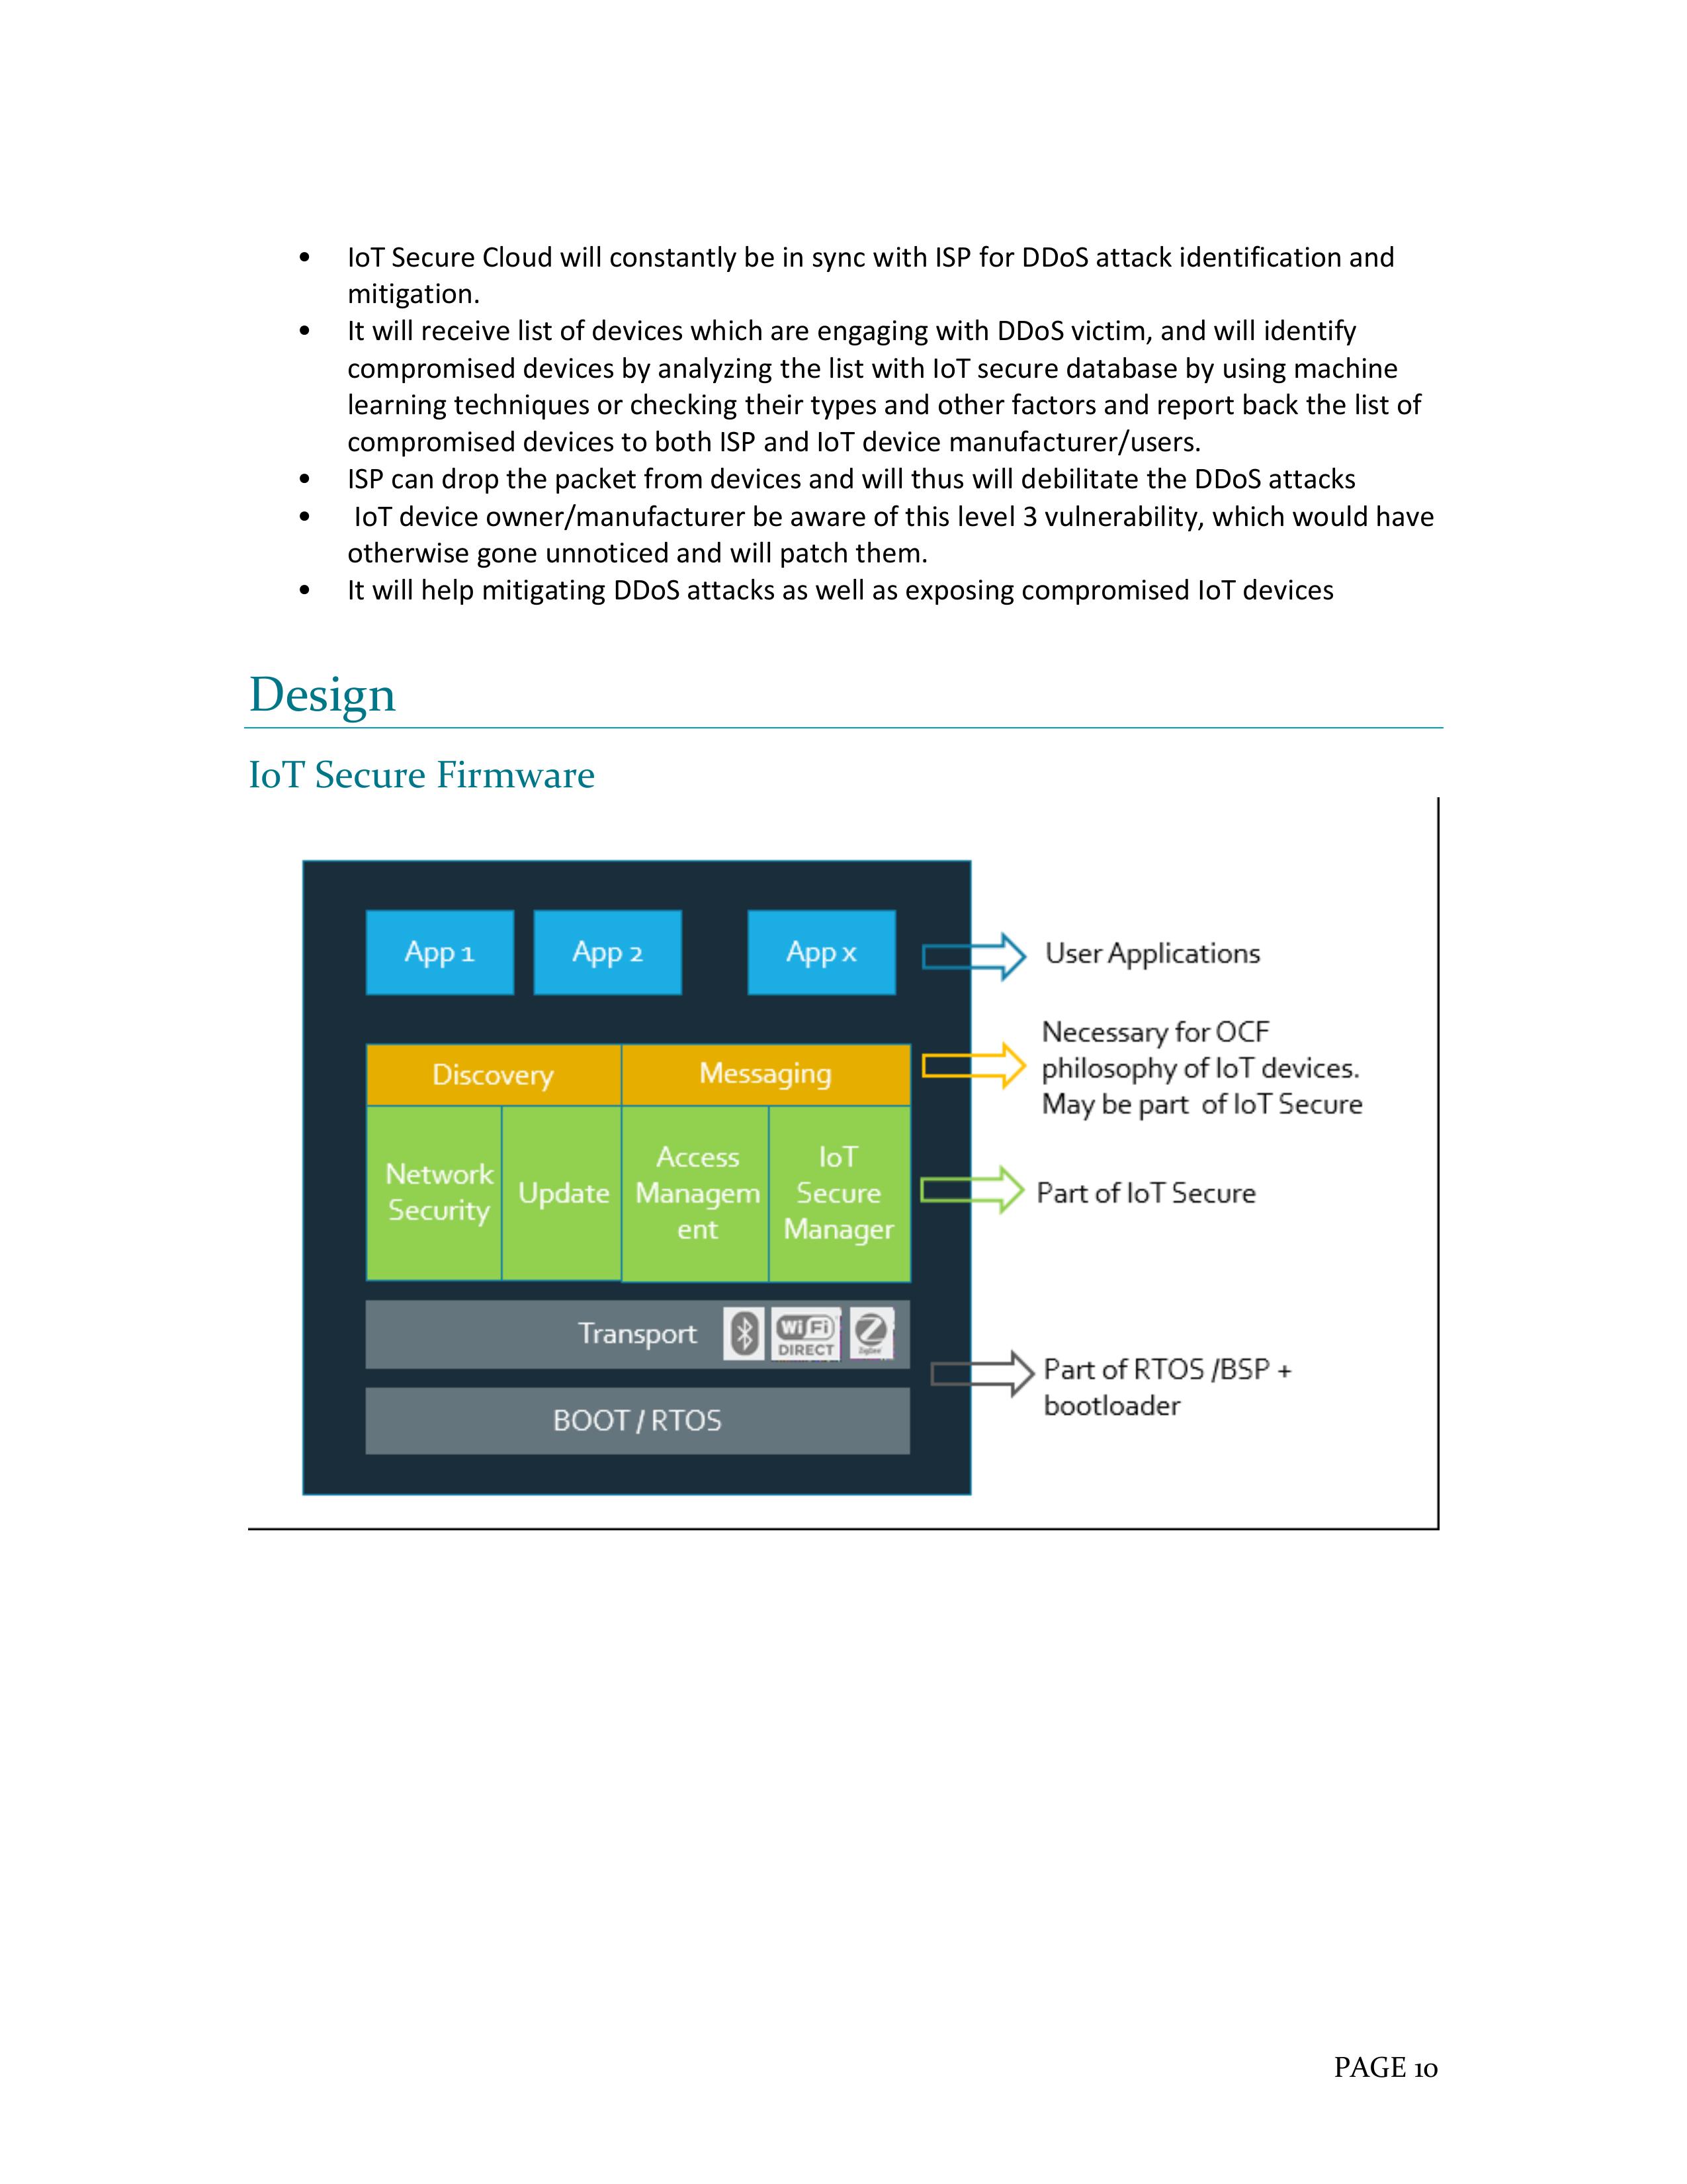 • IoT Secure Cloud will constantly be in sync with ISP for DDoS attack identification and
mitigation.
• It will receive list of devices which are engaging with DDoS victim, and will identify
compromised devices by analyzing the list with IoT secure database by using machine
learning techniques or checking their types and other factors and report back the list of
compromised devices to both ISP and IoT device manufacturer/users.
• ISP can drop the packet from devices and will thus will debilitate the DDoS attacks
• IoT device owner/manufacturer be aware of this level 3 vulnerability, which would have
otherwise gone unnoticed and will patch them.
• It will help mitigating DDoS attacks as well as exposing compromised IoT devices
Design
IoT Secure Firmware
App 1
App 2
App x
User Applications
Discovery
Messaging
Necessary for OCF
philosophy of IoT devices.
May be part of IoT Secure
Network
Security
Update
Access
Managem
ent
IoT
Secure
Manager
Part of IoT Secure
Transport
WiFi
DIRECT
ZigBee
BOOT / RTOS
Part of RTOS /BSP +
bootloader
PAGE 10